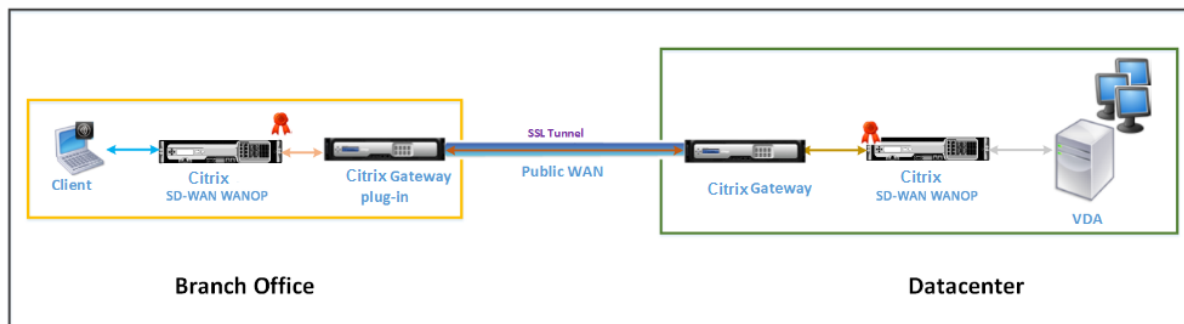 SSL Tunnel
Client
Citrix
SD-WAN WANOP
Citrix Gateway
plug-in
Public WAN
Citrix Gateway
Citrix
SD-WAN WANOP
VDA
Branch Office
Datacenter